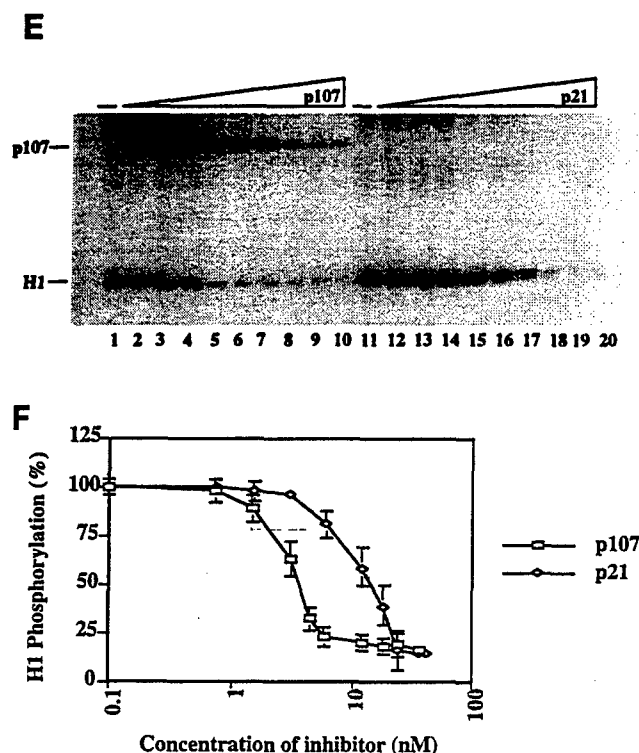 E
p107 p21
p107
H1
1 2 3 4 5 6 7 8 9 10 11 12 13 14 15 16 17 18 19 20
F
H1 Phosphorylation (%)
125
100
75
50
25
0
0.1 1 10 100
Concentration of inhibitor (nM)
p107
p21